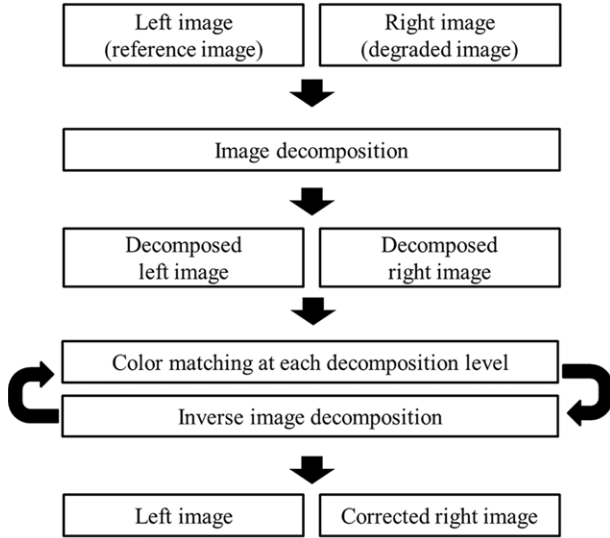 Left image
(reference image)
Right image
(degraded image)
Image decomposition
Decomposed
left image
Decomposed
right image
Color matching at each decomposition level
Inverse image decomposition
Left image
Corrected right image